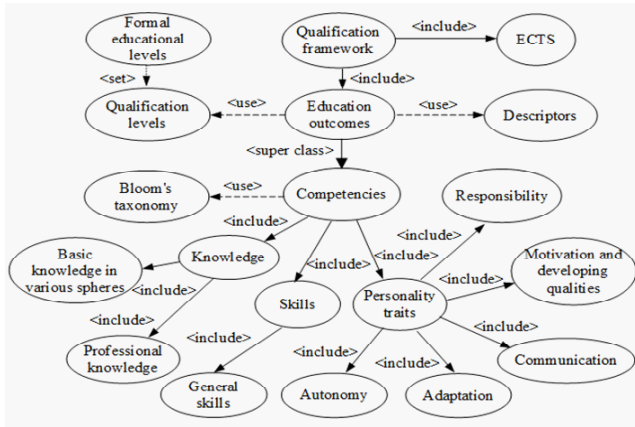 Formal
educational
levels
Qualification
framework
<include>
ECTS
<set>
<include>
Qualification
levels
<use>
Education
outcomes
<use>
Descriptors
<super class>
Bloom's
taxonomy
<use>
Competencies
Responsibility
<include>
Basic
knowledge in
various spheres
Knowledge
<include>
<include>
<include>
<include>
Motivation and
developing
qualities
<include>
Skills
Personality
traits
<include>
<include>
Professional
knowledge
<include>
<include>
<include>
<include>
Communication
General
skills
Autonomy
Adaptation